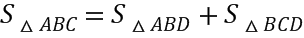 S△ABC = S△ABD + S△BCD